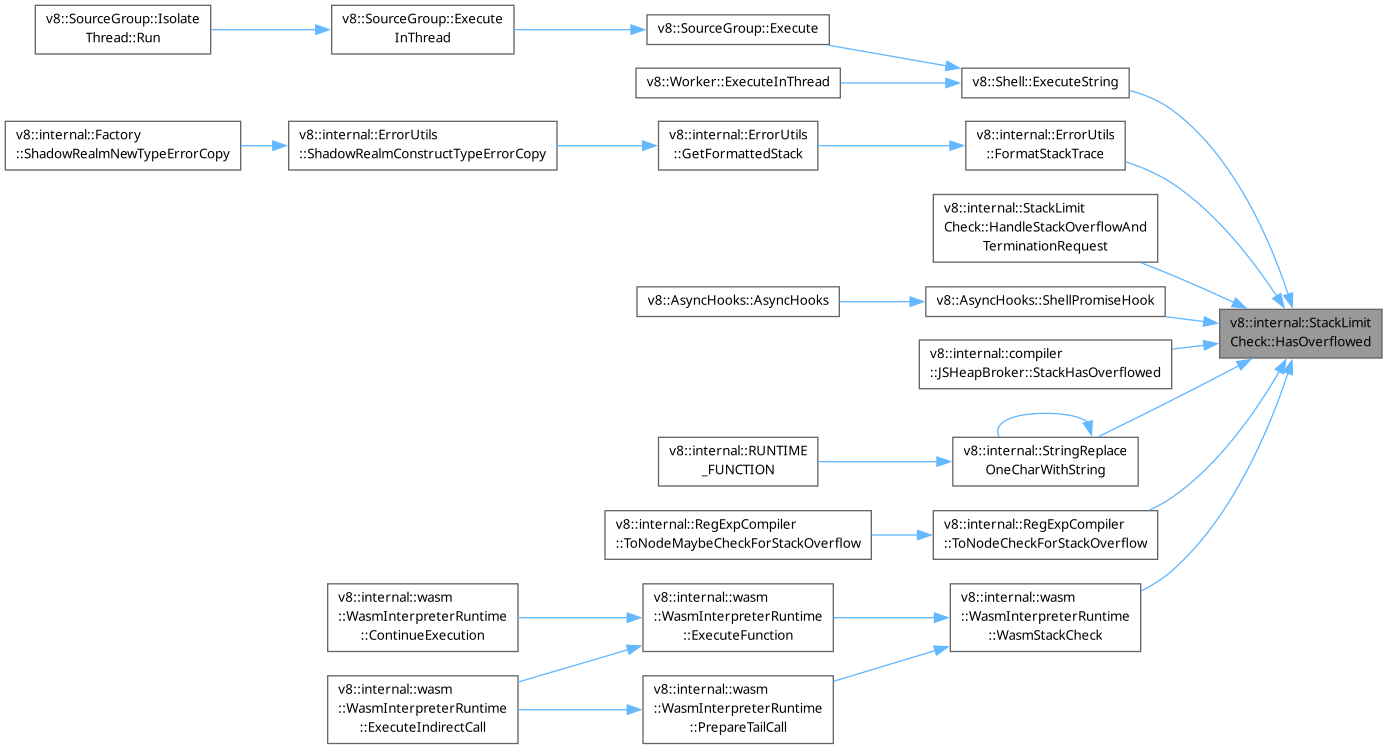 v8::SourceGroup::Isolate
Thread::Run
v8::SourceGroup::Execute
InThread
v8::SourceGroup::Execute
v8::Worker::ExecuteInThread
v8::Shell::ExecuteString
v8::internal::Factory
::ShadowRealmNewTypeErrorCopy
v8::internal::ErrorUtils
::ShadowRealmConstructTypeErrorCopy
v8::internal::ErrorUtils
::GetFormattedStack
v8::internal::ErrorUtils
::FormatStackTrace
v8::internal::StackLimit
Check::HandleStackOverflowAnd
TerminationRequest
v8::AsyncHooks::AsyncHooks
v8::AsyncHooks::ShellPromiseHook
v8::internal::StackLimit
Check::HasOverflowed
v8::internal::compiler
::JSHeapBroker::StackHasOverflowed
v8::internal::RUNTIME
_FUNCTION
v8::internal::StringReplace
OneCharWithString
v8::internal::RegExpCompiler
::ToNodeMaybeCheckForStackOverflow
v8::internal::RegExpCompiler
::ToNodeCheckForStackOverflow
v8::internal::wasm
::WasmInterpreterRuntime
::ContinueExecution
v8::internal::wasm
::WasmInterpreterRuntime
::ExecuteFunction
v8::internal::wasm
::WasmInterpreterRuntime
::WasmStackCheck
v8::internal::wasm
::WasmInterpreterRuntime
::ExecuteIndirectCall
v8::internal::wasm
::WasmInterpreterRuntime
::PrepareTailCall